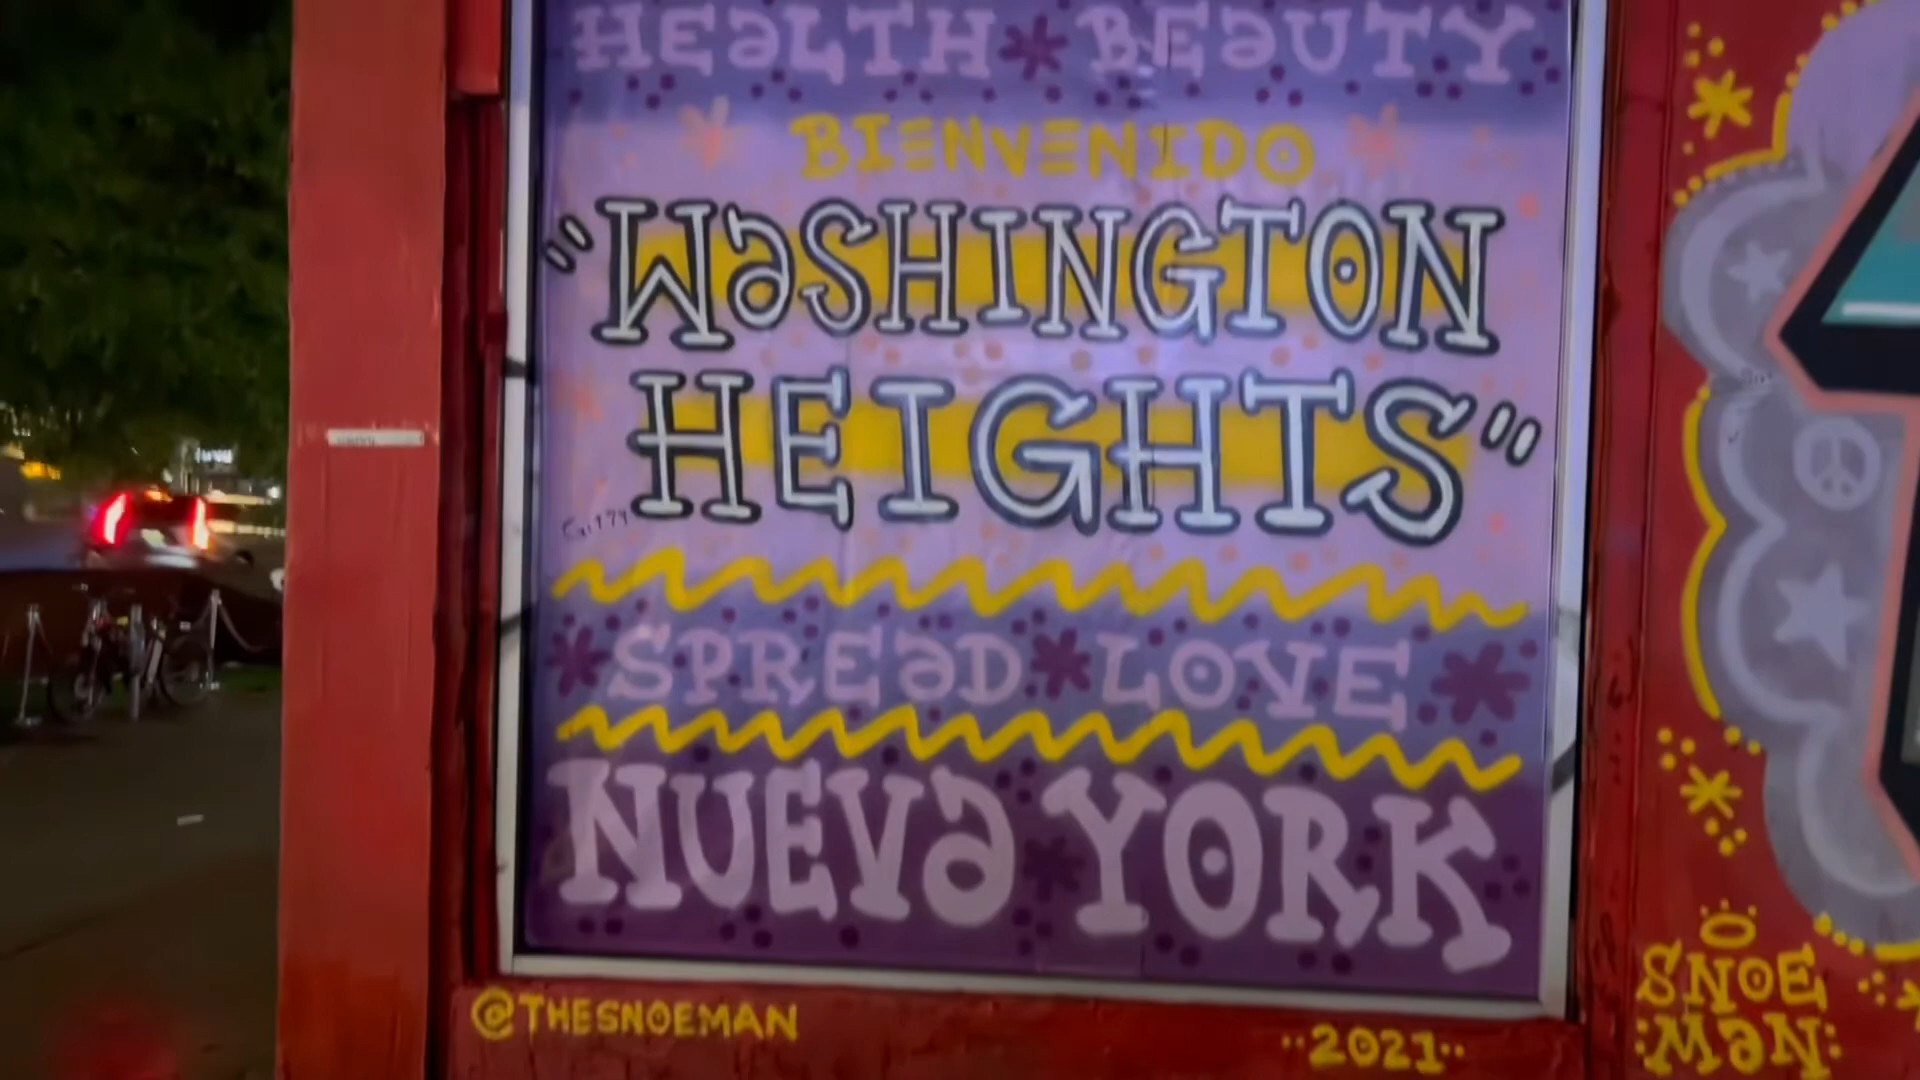 HEaLTH BEaUTY
BIENVENIDO
"WaSHINGTON
HEIGHTS"
SPREaD LOVE
NUEVa YORK
@THESNOEMAN
2021
SNOE
MaN